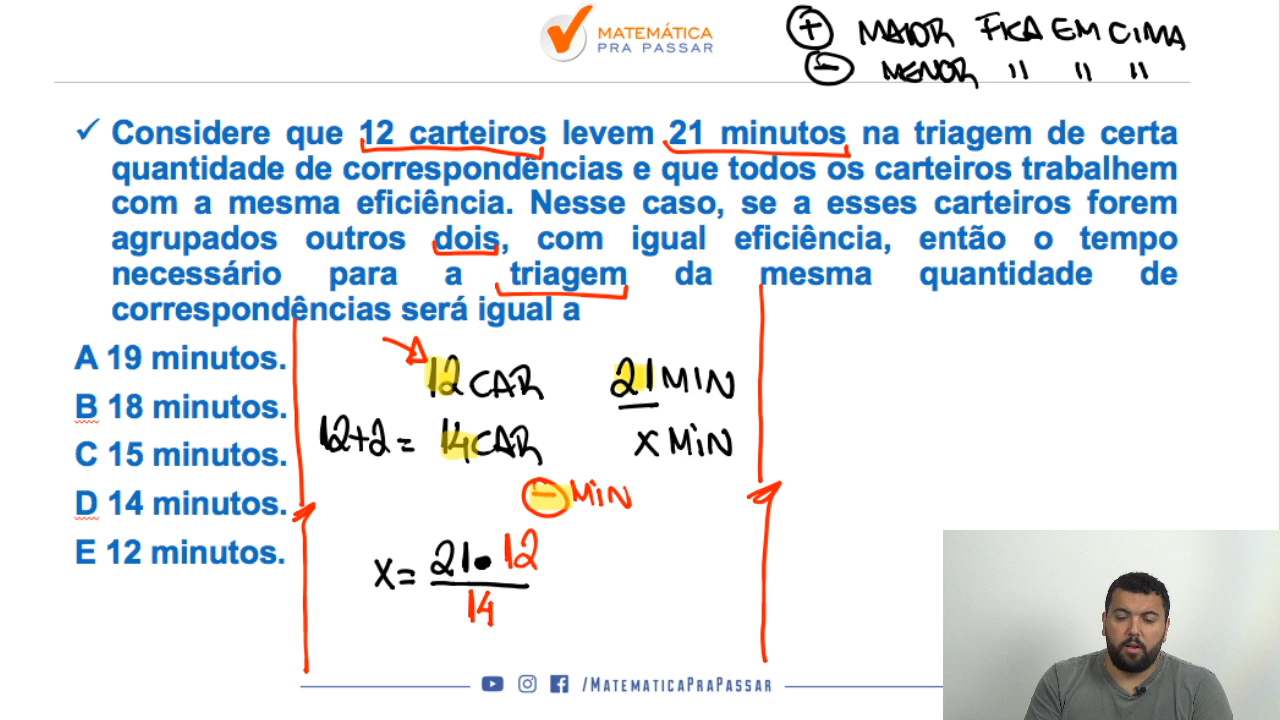 MATEMÁTICA
PRA PASSAR
+ MAIOR FICA EM CIMA
- MENOR " " "
✓ Considere que 12 carteiros levem 21 minutos na triagem de certa
quantidade de correspondências e que todos os carteiros trabalhem
com a mesma eficiência. Nesse caso, se a esses carteiros forem
agrupados outros dois, com igual eficiência, então o tempo
necessário para a triagem da mesma quantidade de
correspondências será igual a
A 19 minutos.
B 18 minutos.
C 15 minutos.
D 14 minutos.
E 12 minutos.
12 CAR 21 MIN
12+2= 14 CAR X MIN
- MIN
X= 21 • 12
14
/MATEMATICAPRAPASSAR